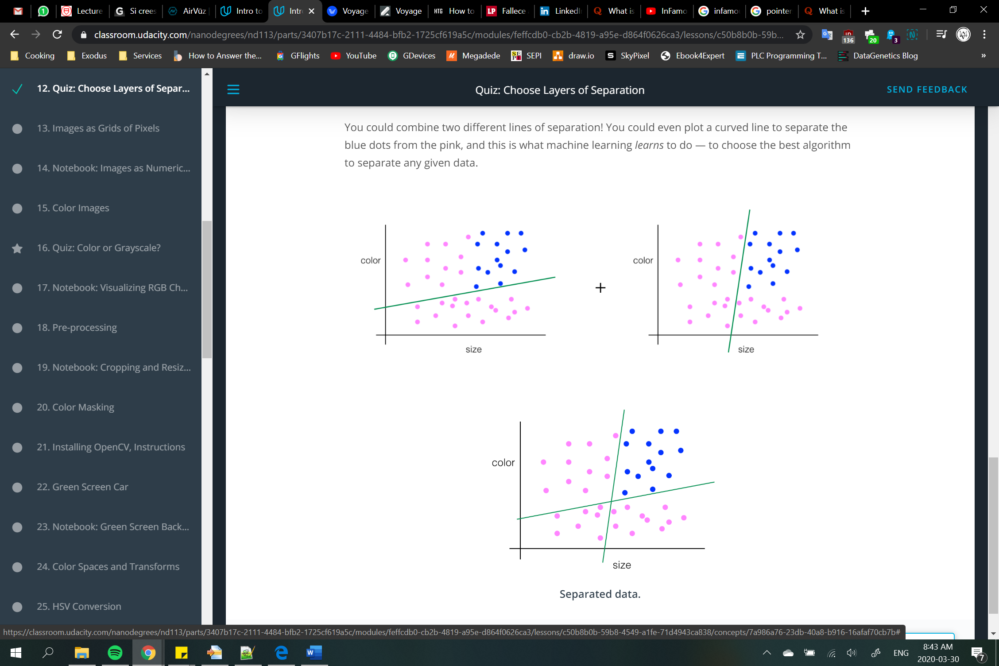 Lecture
Si crees
AirVūz
Intro to
Intr
Voyage
Voyage
HTG How to
LP Fallece
LinkedI
What is
InFamo
infamo
pointer
What is
classroom.udacity.com/nanodegrees/nd113/parts/3407b17c-2111-4484-bfb2-1725cf619a5c/modules/feffcdb0-cb2b-4819-a95e-d864f0626ca3/lessons/c50b8b0b-59b...
136
20
3
Cooking
Exodus
Services
How to Answer the...
GFlights
YouTube
GDevices
Megadede
SEPI
draw.io
SkyPixel
Ebook4Expert
PLC Programming T...
DataGenetics Blog
»
12. Quiz: Choose Layers of Separ...
13. Images as Grids of Pixels
14. Notebook: Images as Numeric...
15. Color Images
16. Quiz: Color or Grayscale?
17. Notebook: Visualizing RGB Ch...
18. Pre-processing
19. Notebook: Cropping and Resiz...
20. Color Masking
21. Installing OpenCV, Instructions
22. Green Screen Car
23. Notebook: Green Screen Back...
24. Color Spaces and Transforms
25. HSV Conversion
Quiz: Choose Layers of Separation
SEND FEEDBACK
You could combine two different lines of separation! You could even plot a curved line to separate the
blue dots from the pink, and this is what machine learning learns to do — to choose the best algorithm
to separate any given data.
color
size
+
color
size
color
size
Separated data.
https://classroom.udacity.com/nanodegrees/nd113/parts/3407b17c-2111-4484-bfb2-1725cf619a5c/modules/feffcdb0-cb2b-4819-a95e-d864f0626ca3/lessons/c50b8b0b-59b8-4549-a1fe-71d4943ca838/concepts/7a986a76-23db-40a8-b916-16afaf70cb7b#
ENG
8:43 AM
2020-03-30
7